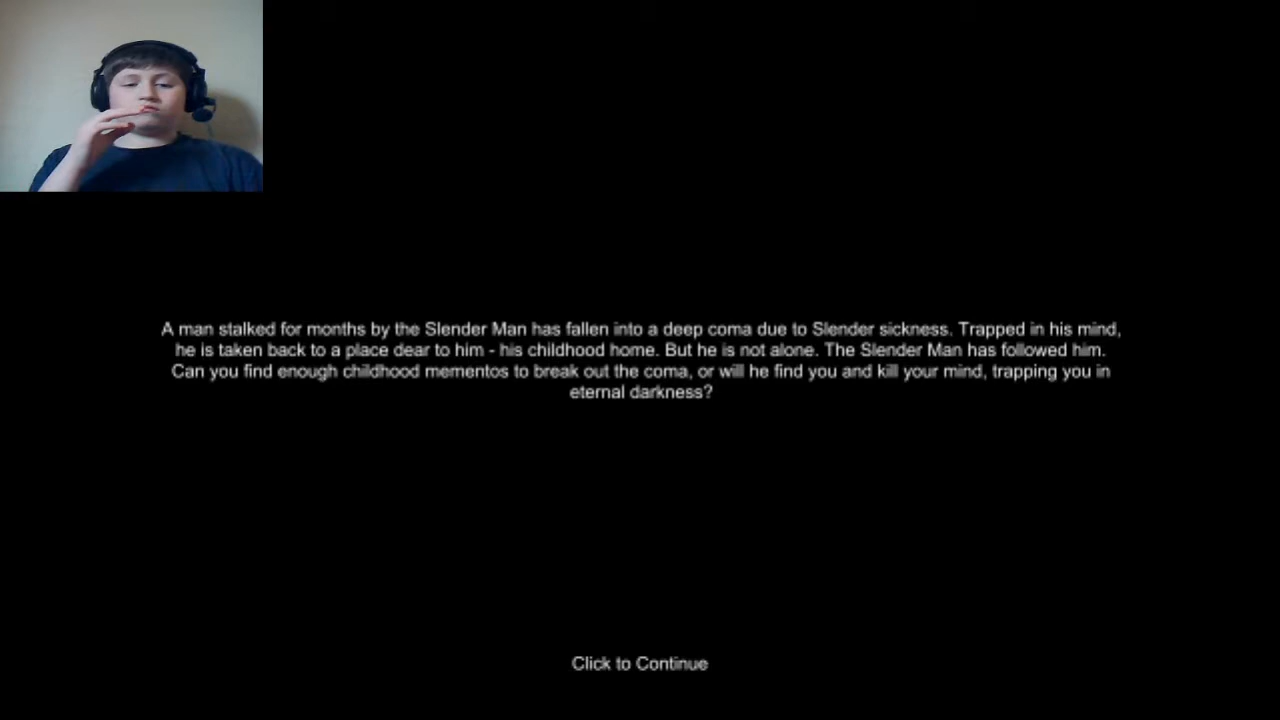 A man stalked for months by the Slender Man has fallen into a deep coma due to Slender sickness. Trapped in his mind,
he is taken back to a place dear to him - his childhood home. But he is not alone. The Slender Man has followed him.
Can you find enough childhood mementos to break out the coma, or will he find you and kill your mind, trapping you in
eternal darkness?
Click to Continue